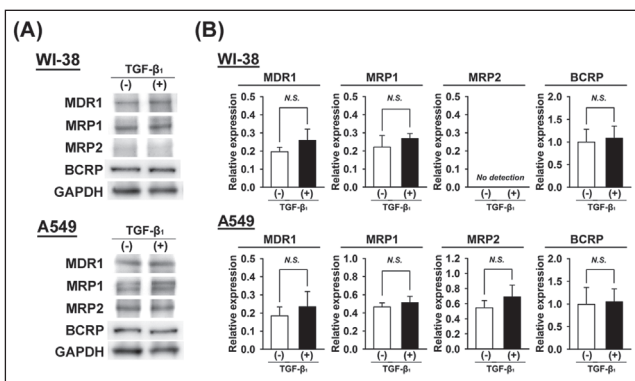 (A)
WI-38
TGF-β₁
(-) (+)
MDR1
MRP1
MRP2
BCRP
GAPDH
A549
TGF-β₁
(-) (+)
MDR1
MRP1
MRP2
BCRP
GAPDH
(B)
WI-38
MDR1 MRP1 MRP2 BCRP
Relative expression Relative expression Relative expression Relative expression
0.5 0.5 0.5 2.0
0.4 0.4 0.4 1.5
0.3 0.3 0.3 1.0
0.2 0.2 0.2 0.5
0.1 0.1 0.1 0.0
0.0 0.0 0.0
N.S. N.S. No detection N.S.
(-) (+) (-) (+) (-) (+) (-) (+)
TGF-β₁ TGF-β₁ TGF-β₁ TGF-β₁
A549
MDR1 MRP1 MRP2 BCRP
Relative expression Relative expression Relative expression Relative expression
0.5 1.0 1.2 2.0
0.4 0.8 1.0 1.5
0.3 0.6 0.8 1.0
0.2 0.4 0.6 0.5
0.1 0.2 0.4 0.0
0.0 0.0 0.2
0.0
N.S. N.S. N.S. N.S.
(-) (+) (-) (+) (-) (+) (-) (+)
TGF-β₁ TGF-β₁ TGF-β₁ TGF-β₁